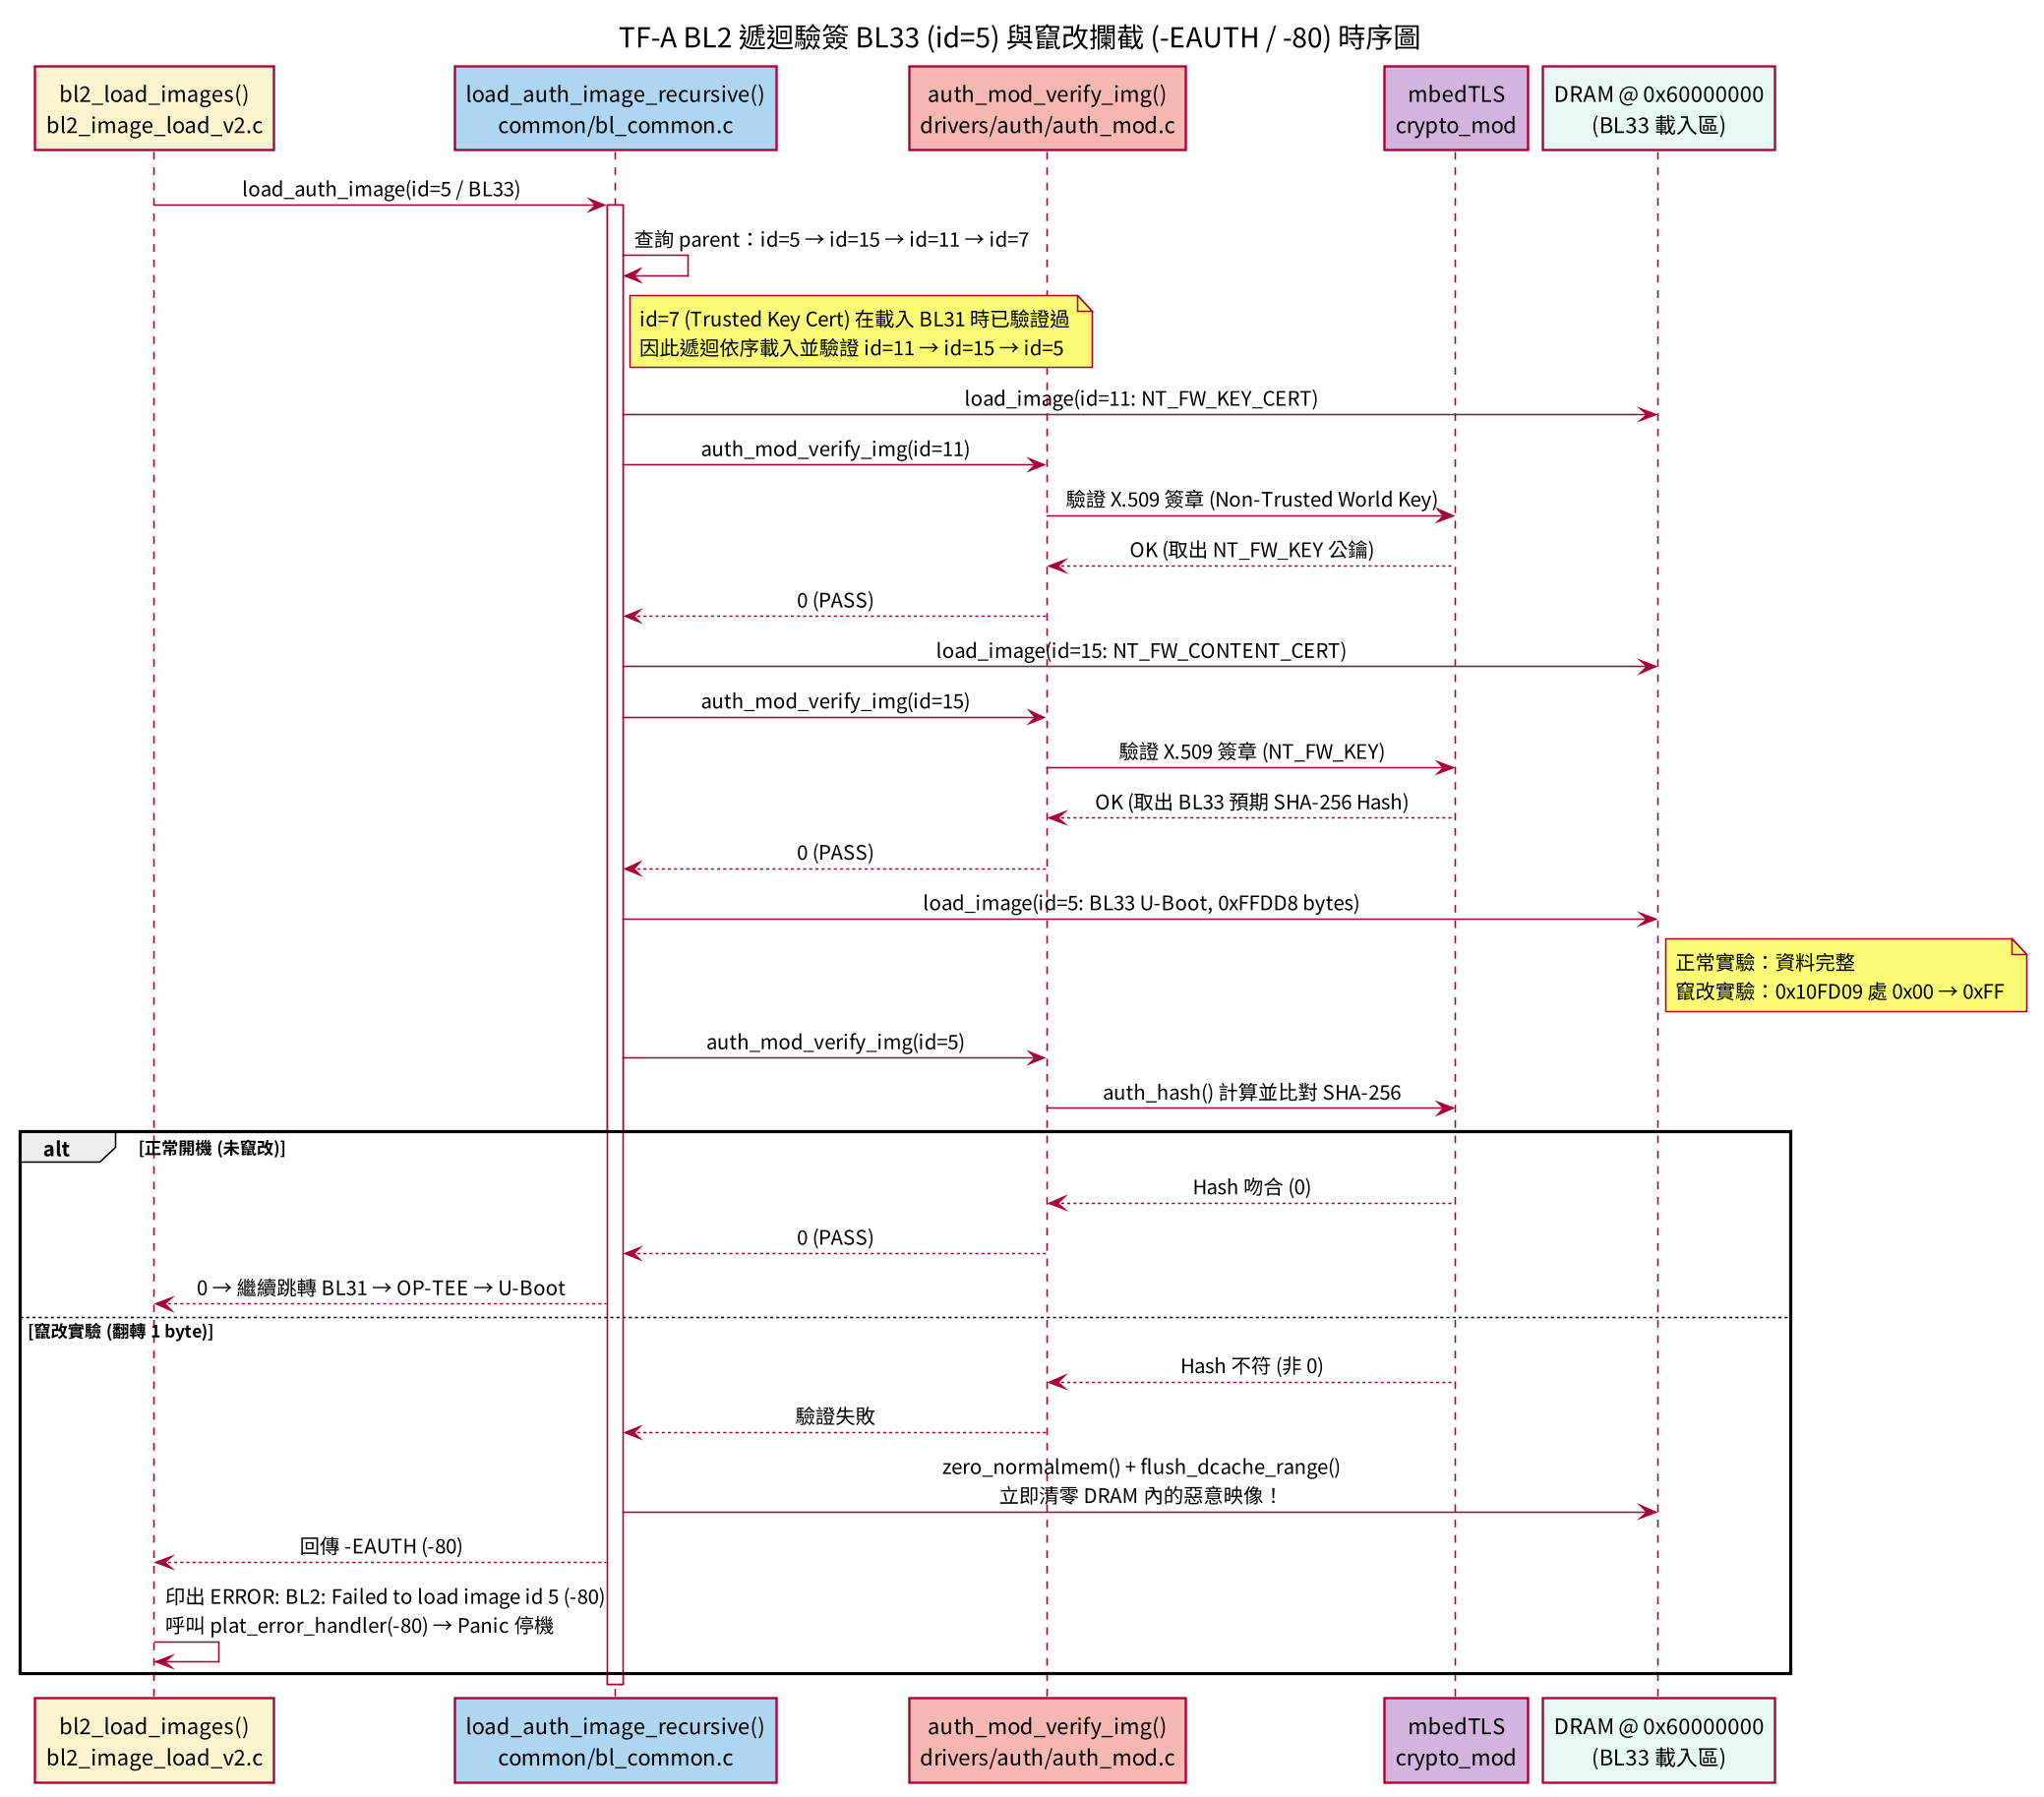 TF-A BL2 遞迴驗簽 BL33 (id=5) 與竄改攔截 (-EAUTH / -80) 時序圖
bl2_load_images()
bl2_image_load_v2.c
load_auth_image_recursive()
common/bl_common.c
auth_mod_verify_img()
drivers/auth/auth_mod.c
mbedTLS
crypto_mod
DRAM @ 0x60000000
(BL33 載入區)
load_auth_image(id=5 / BL33)
查詢 parent：id=5 → id=15 → id=11 → id=7
id=7 (Trusted Key Cert) 在載入 BL31 時已驗證過
因此遞迴依序載入並驗證 id=11 → id=15 → id=5
load_image(id=11: NT_FW_KEY_CERT)
auth_mod_verify_img(id=11)
驗證 X.509 簽章 (Non-Trusted World Key)
OK (取出 NT_FW_KEY 公鑰)
0 (PASS)
load_image(id=15: NT_FW_CONTENT_CERT)
auth_mod_verify_img(id=15)
驗證 X.509 簽章 (NT_FW_KEY)
OK (取出 BL33 預期 SHA-256 Hash)
0 (PASS)
load_image(id=5: BL33 U-Boot, 0xFFDD8 bytes)
正常實驗：資料完整
竄改實驗：0x10FD09 處 0x00 → 0xFF
auth_mod_verify_img(id=5)
auth_hash() 計算並比對 SHA-256
alt [正常開機 (未竄改)]
Hash 吻合 (0)
0 (PASS)
0 → 繼續跳轉 BL31 → OP-TEE → U-Boot
[竄改實驗 (翻轉 1 byte)]
Hash 不符 (非 0)
驗證失敗
zero_normalmem() + flush_dcache_range()
立即清零 DRAM 內的惡意映像！
回傳 -EAUTH (-80)
印出 ERROR: BL2: Failed to load image id 5 (-80)
呼叫 plat_error_handler(-80) → Panic 停機
bl2_load_images()
bl2_image_load_v2.c
load_auth_image_recursive()
common/bl_common.c
auth_mod_verify_img()
drivers/auth/auth_mod.c
mbedTLS
crypto_mod
DRAM @ 0x60000000
(BL33 載入區)